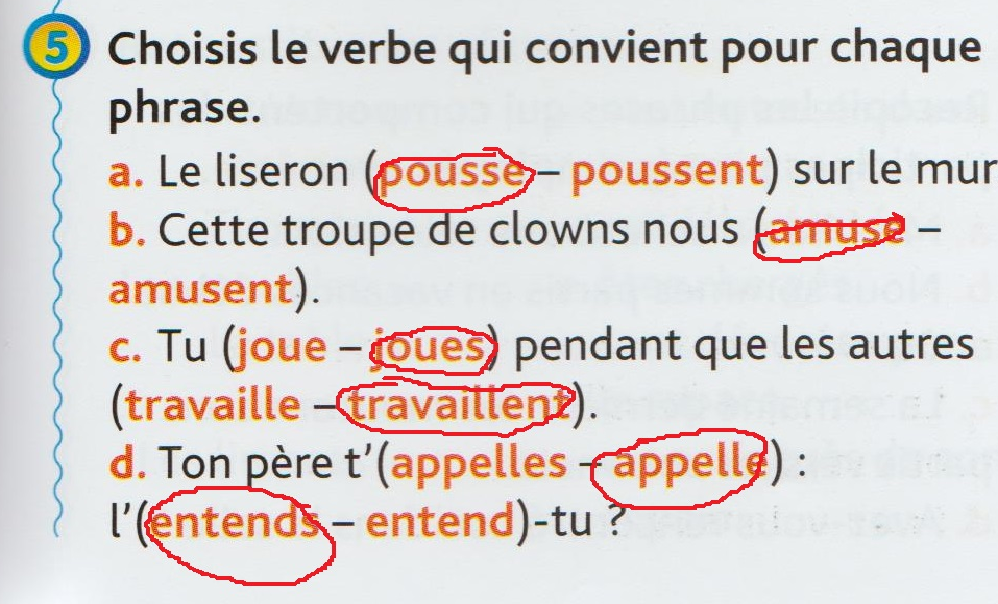 5 Choisis le verbe qui convient pour chaque
phrase.
a. Le liseron (pousse – poussent) sur le mur
b. Cette troupe de clowns nous (amuse –
amusent).
c. Tu (joue – joues) pendant que les autres
(travaille – travaillent).
d. Ton père t’(appelles – appelle) :
l’(entends – entend)-tu ?